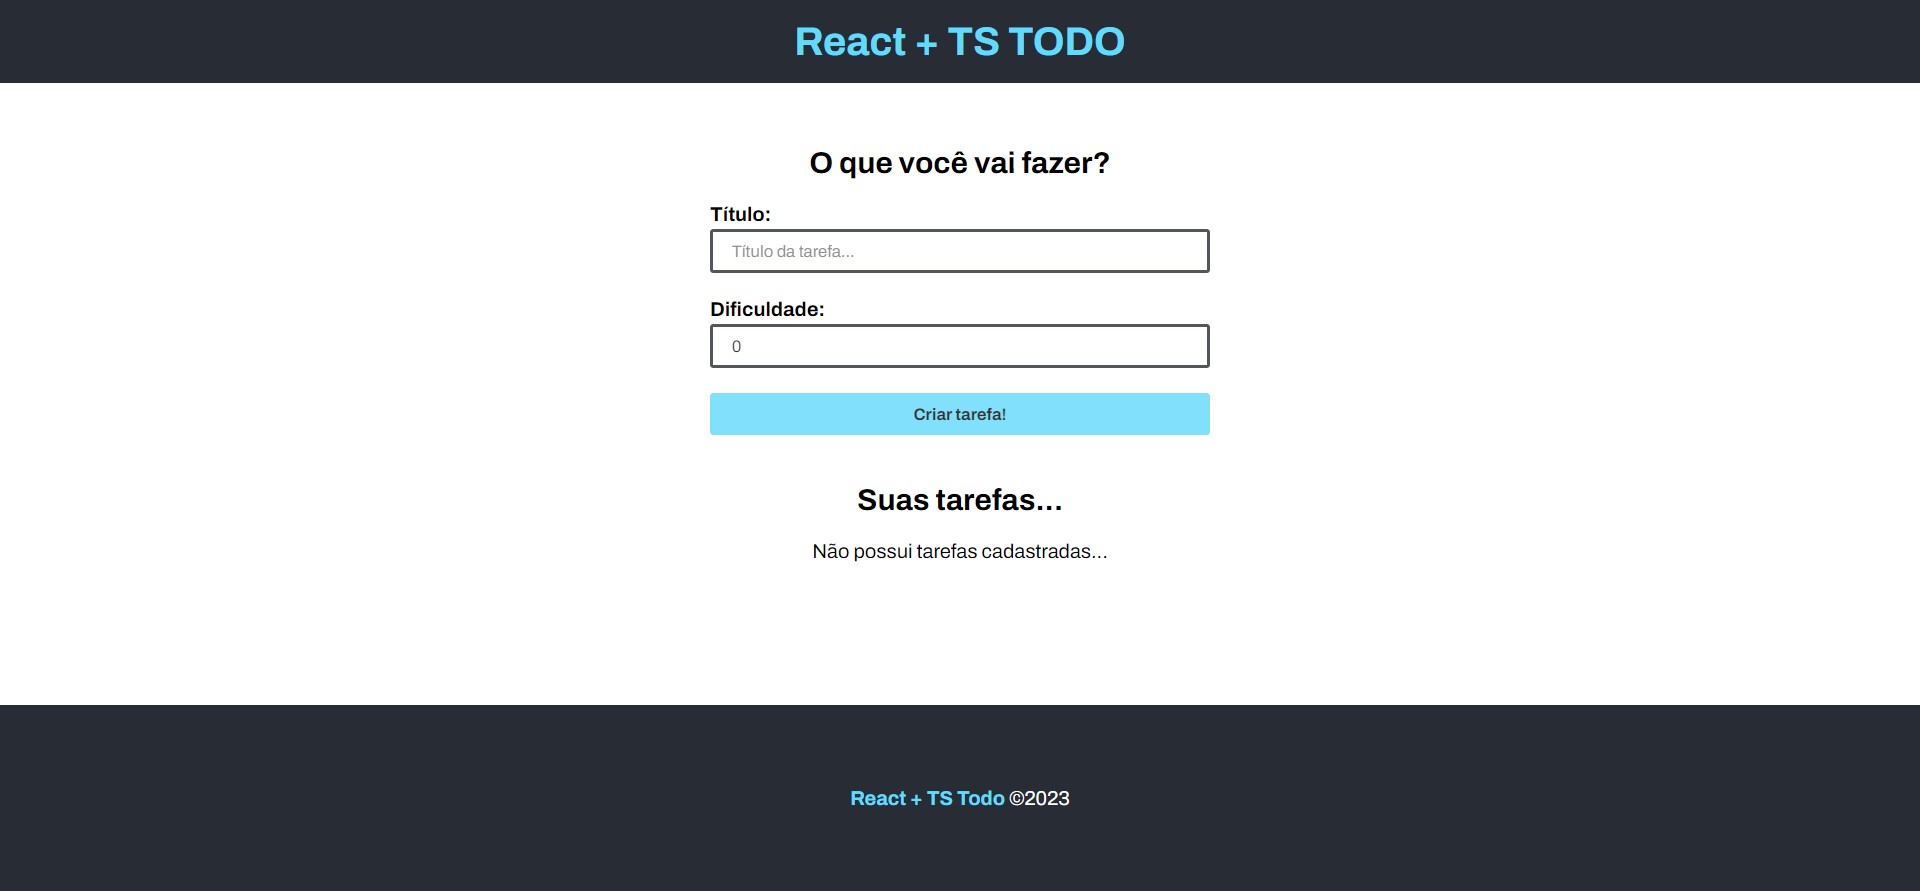 React + TS TODO
O que você vai fazer?
Título:
Título da tarefa...
Dificuldade:
0
Criar tarefa!
Suas tarefas...
Não possui tarefas cadastradas...
React + TS Todo ©2023